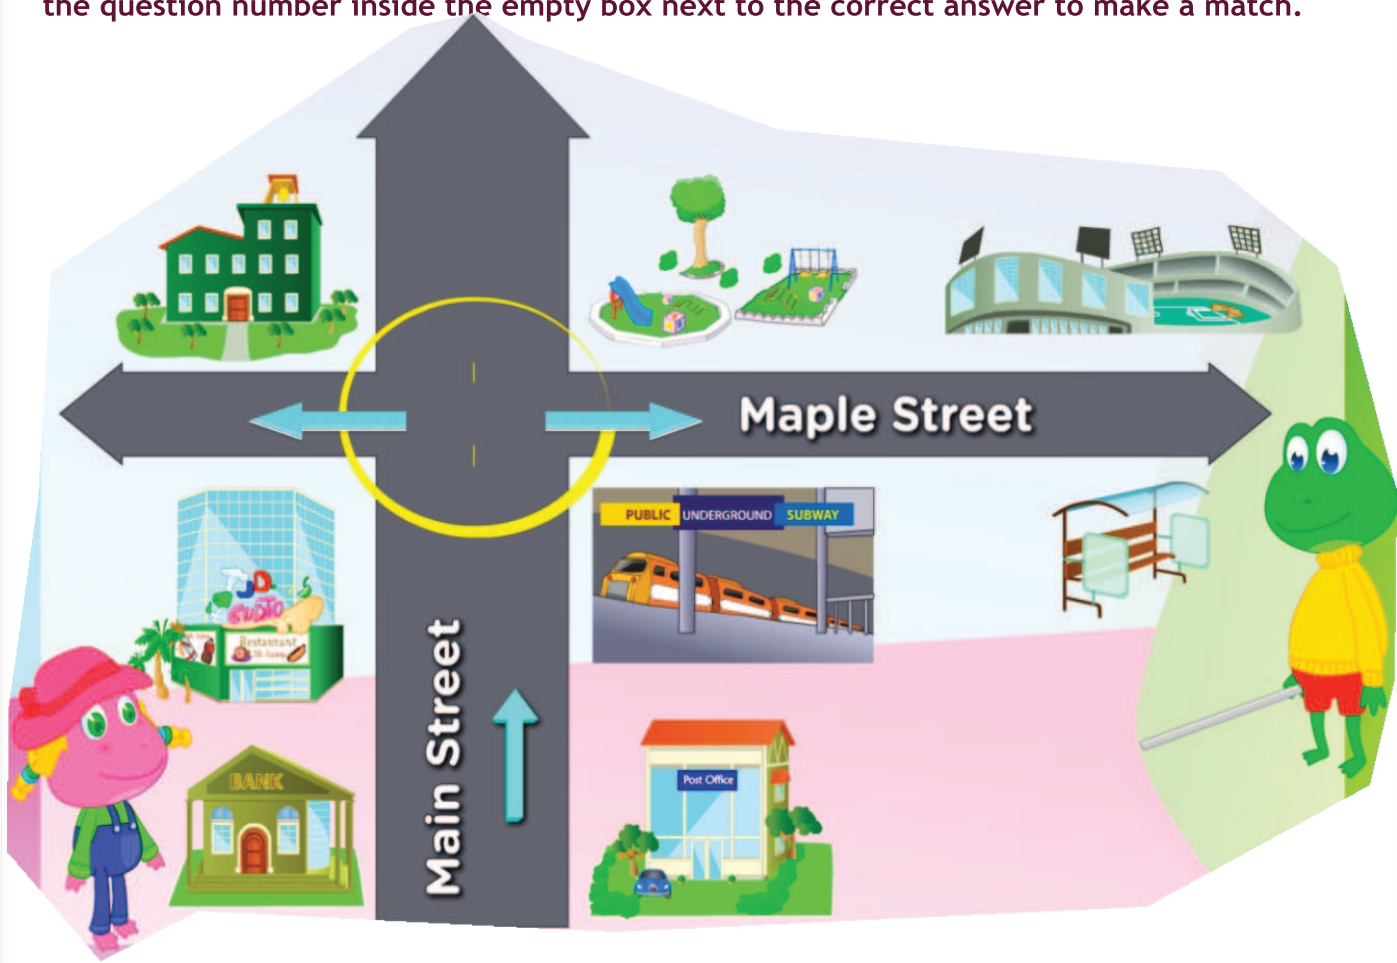 the question number inside the empty box next to the correct answer to make a match.
Maple Street
PUBLIC UNDERGROUND SUBWAY
Restaurant
Main Street
BANK
Post Office